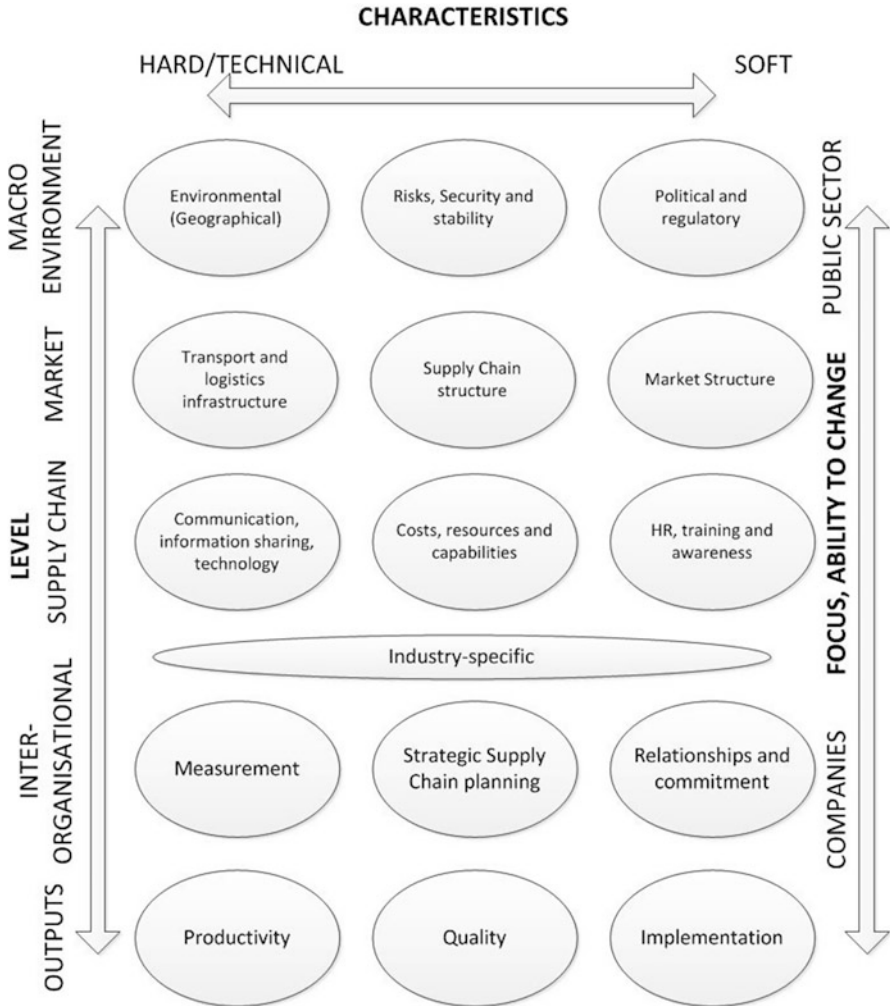 CHARACTERISTICS
HARD/TECHNICAL
SOFT
MACRO
ENVIRONMENT
Environmental
(Geographical)
Risks, Security and
stability
Political and
regulatory
PUBLIC SECTOR
MARKET
Transport and
logistics
infrastructure
Supply Chain
structure
Market Structure
LEVEL
SUPPLY CHAIN
Communication,
information sharing,
technology
Costs, resources and
capabilities
HR, training and
awareness
FOCUS, ABILITY TO CHANGE
Industry-specific
INTER-
ORGANISATIONAL
Measurement
Strategic Supply
Chain planning
Relationships and
commitment
COMPANIES
OUTPUTS
Productivity
Quality
Implementation